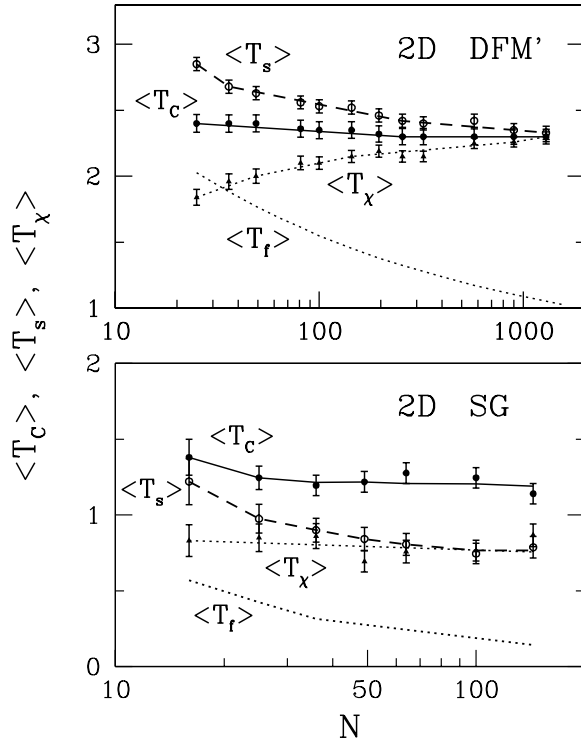 <T_C>, <T_s>, <T_χ>
2D DFM'
3
2
1
<T_s>
<T_C>
<T_χ>
<T_f>
10 100 1000
2D SG
2
1
0
<T_C>
<T_s>
<T_χ>
<T_f>
10 50 100
N